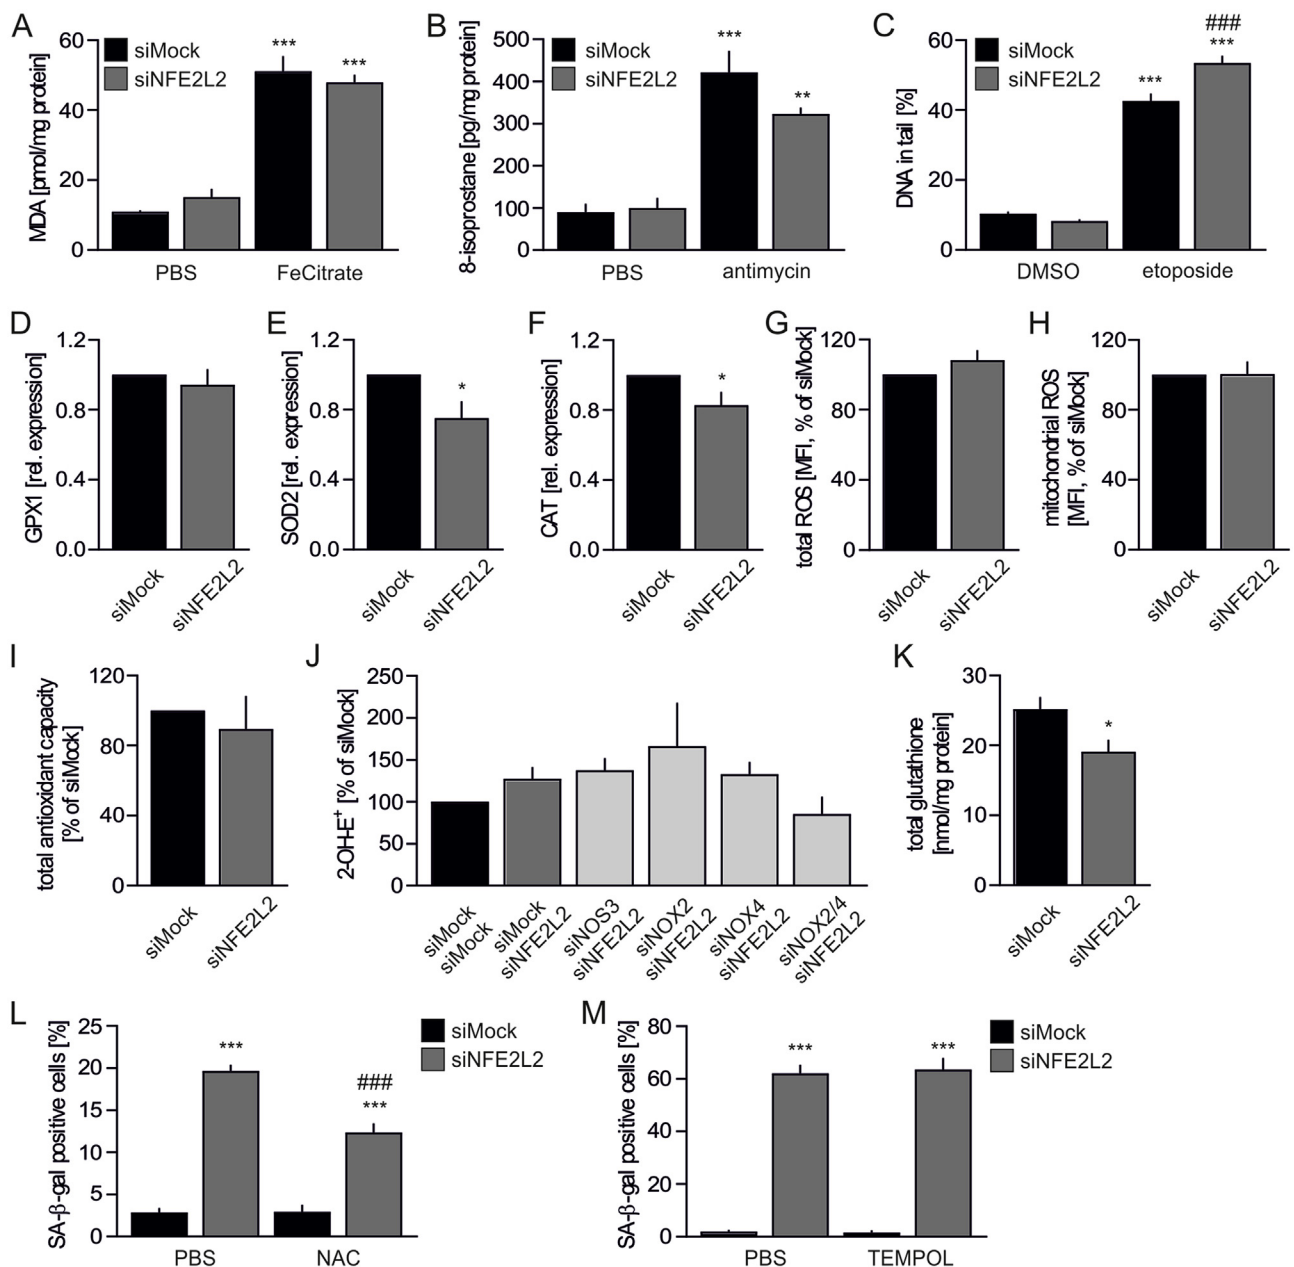 A
MDA [pmol/mg protein]
60
40
20
0
siMock
siNFE2L2
***
***
PBS
FeCitrate
B
8-isoprostane [pg/mg protein]
500
400
300
200
100
0
siMock
siNFE2L2
***
**
PBS
antimycin
C
DNA in tail [%]
60
40
20
0
siMock
siNFE2L2
***
###
***
DMSO
etoposide
D
GPX1 [rel. expression]
1.2
0.8
0.4
0.0
siMock
siNFE2L2
E
SOD2 [rel. expression]
1.2
0.8
0.4
0.0
*
siMock
siNFE2L2
F
CAT [rel. expression]
1.2
0.8
0.4
0.0
*
siMock
siNFE2L2
G
total ROS [MFI, % of siMock]
120
80
40
0
siMock
siNFE2L2
H
mitochondrial ROS
[MFI, % of siMock]
120
80
40
0
siMock
siNFE2L2
I
total antioxidant capacity
[% of siMock]
120
80
40
0
siMock
siNFE2L2
J
2-OH-E+ [% of siMock]
250
200
150
100
50
0
siMock
siMock
siMock
siNFE2L2
siNOS3
siNFE2L2
siNOX2
siNFE2L2
siNOX4
siNFE2L2
siNOX2/4
siNFE2L2
K
total glutathione
[nmol/mg protein]
30
20
10
0
*
siMock
siNFE2L2
L
SA-β-gal positive cells [%]
25
20
15
10
5
0
***
###
***
siMock
siNFE2L2
PBS
NAC
M
SA-β-gal positive cells [%]
80
60
40
20
0
***
***
siMock
siNFE2L2
PBS
TEMPOL